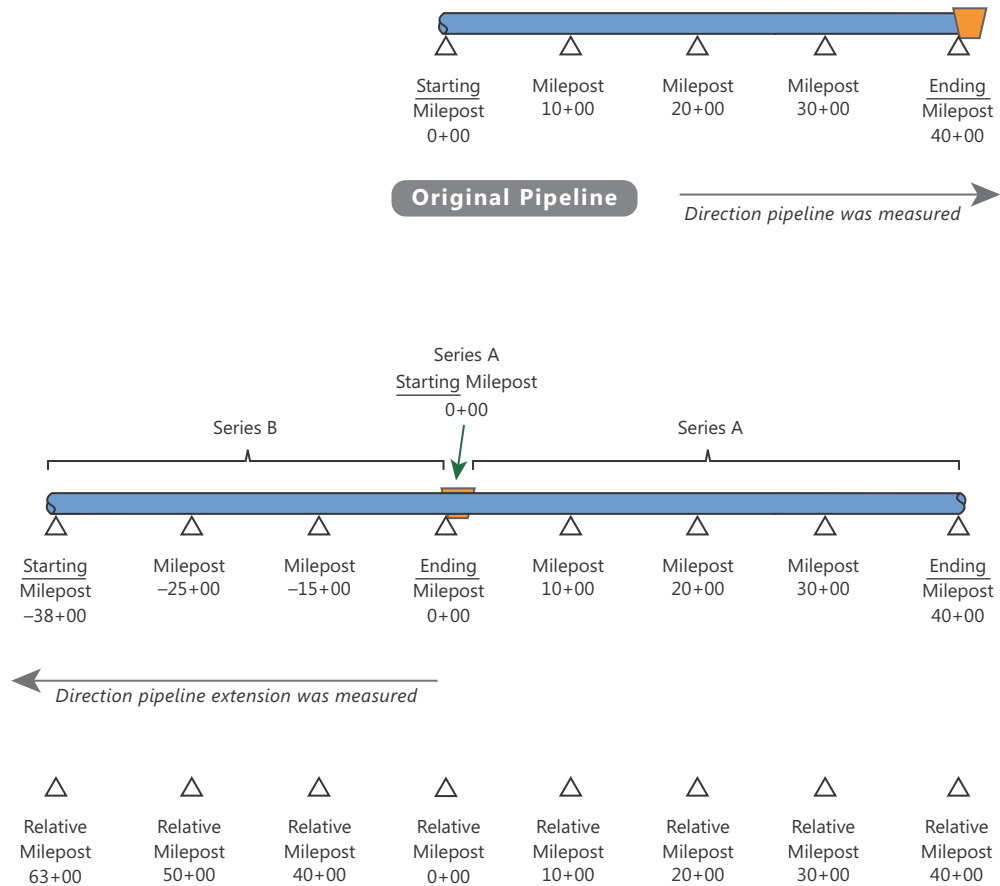 Starting
Milepost
0+00
Milepost
10+00
Milepost
20+00
Milepost
30+00
Ending
Milepost
40+00
Original Pipeline
Direction pipeline was measured
Series A
Starting Milepost
0+00
Series B
Series A
Starting
Milepost
–38+00
Milepost
–25+00
Milepost
–15+00
Ending
Milepost
0+00
Milepost
10+00
Milepost
20+00
Milepost
30+00
Ending
Milepost
40+00
Direction pipeline extension was measured
Relative
Milepost
63+00
Relative
Milepost
50+00
Relative
Milepost
40+00
Relative
Milepost
0+00
Relative
Milepost
10+00
Relative
Milepost
20+00
Relative
Milepost
30+00
Relative
Milepost
40+00